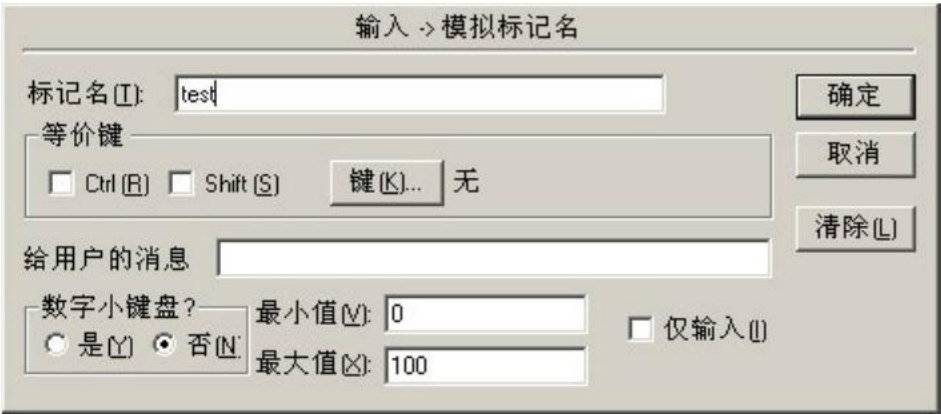 输入 -> 模拟标记名
标记名(T): test 确定
等价键
Ctrl (R) Shift (S) 键(K)... 无 取消
清除(L)
给用户的消息
数字小键盘?
是(Y) 否(N)
最小值(V): 0
最大值(X): 100
仅输入(I)